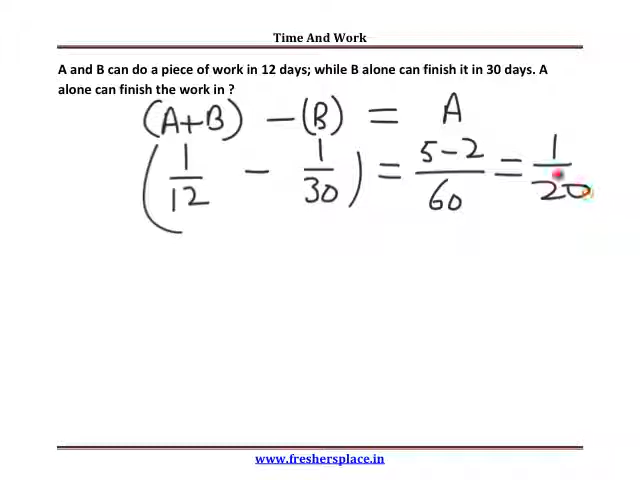 Time And Work
A and B can do a piece of work in 12 days; while B alone can finish it in 30 days. A
alone can finish the work in ?
(A+B) - (B) = A
(1/12 - 1/30) = 5-2/60 = 1/20
www.freshersplace.in